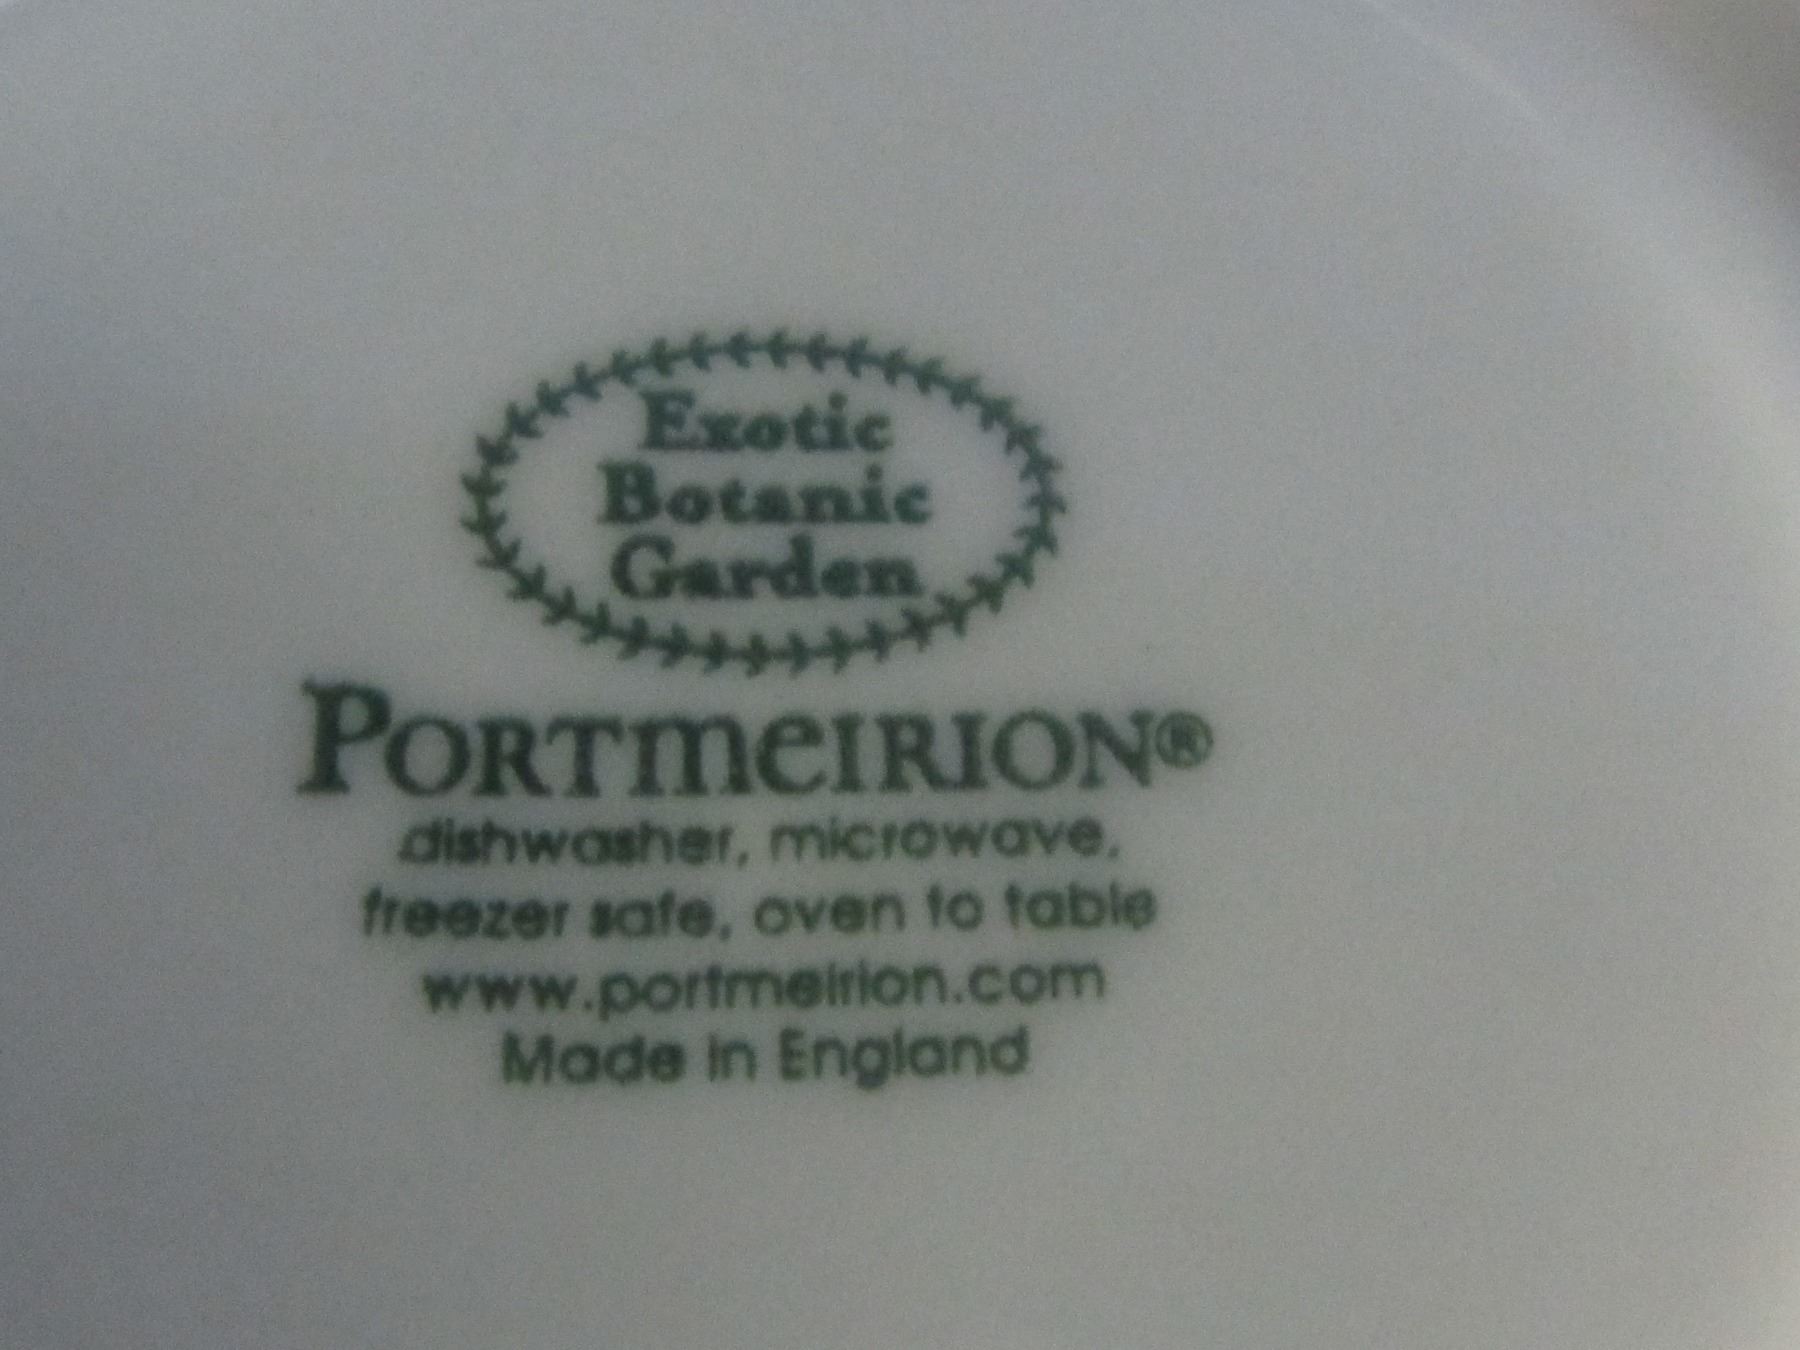 Exotic
Botanic
Garden
PORTMEIRION®
dishwasher, microwave,
freezer safe, oven to table
www.portmeirion.com
Made in England